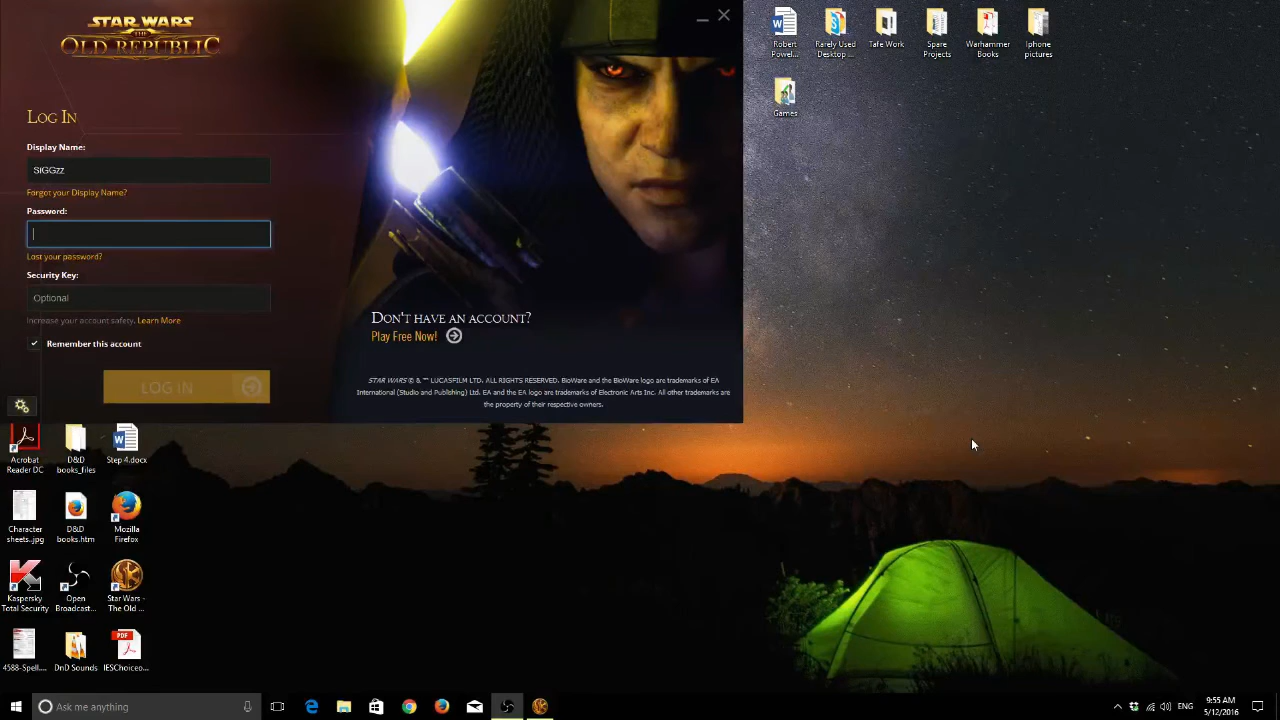 STAR WARS
THE
OLD REPUBLIC
LOG IN
Display Name:
SiGGzz
Forgot your Display Name?
Password:
Lost your password?
Security Key:
Optional
Increase your account safety. Learn More
Remember this account
LOG IN
DON'T HAVE AN ACCOUNT?
Play Free Now!
STAR WARS © & ™ LUCASFILM LTD. ALL RIGHTS RESERVED. BioWare and the BioWare logo are trademarks of EA
International (Studio and Publishing) Ltd. EA and the EA logo are trademarks of Electronic Arts Inc. All other trademarks are
the property of their respective owners.
Robert
Powel...
Rarely Used
Desktop ...
Tafe Work
Spare
Projects
Warhammer
Books
Iphone
pictures
Games
Acrobat
Reader DC
D&D
books_files
Step 4.docx
Character
sheets..jpg
D&D
books.htm
Mozilla
Firefox
Kaspersky
Total Security
Open
Broadcast...
Star Wars -
The Old ...
PDF
4588-Spell....
DnD Sounds
IESChoiceo...
Ask me anything
ENG
9:55 AM
5/12/2016